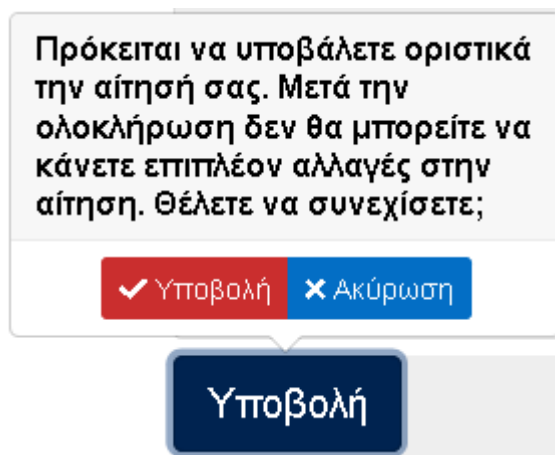 Πρόκειται να υποβάλετε οριστικά
την αίτησή σας. Μετά την
ολοκλήρωση δεν θα μπορείτε να
κάνετε επιπλέον αλλαγές στην
αίτηση. Θέλετε να συνεχίσετε;
Υποβολή Ακύρωση
Υποβολή